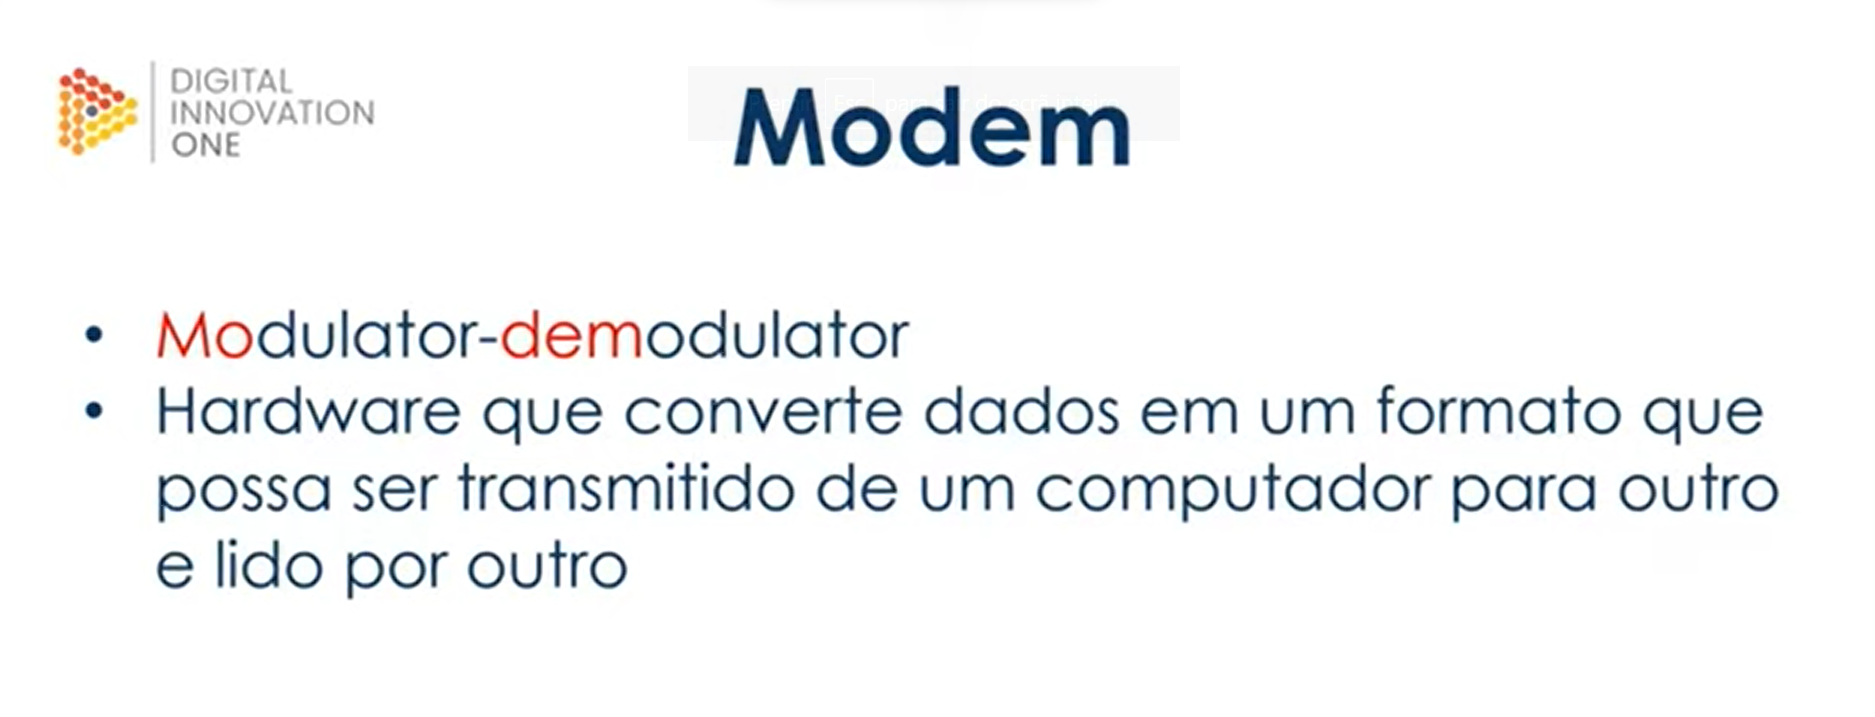 DIGITAL
INNOVATION
ONE
Modem
• Modulator-demodulator
• Hardware que converte dados em um formato que
possa ser transmitido de um computador para outro
e lido por outro